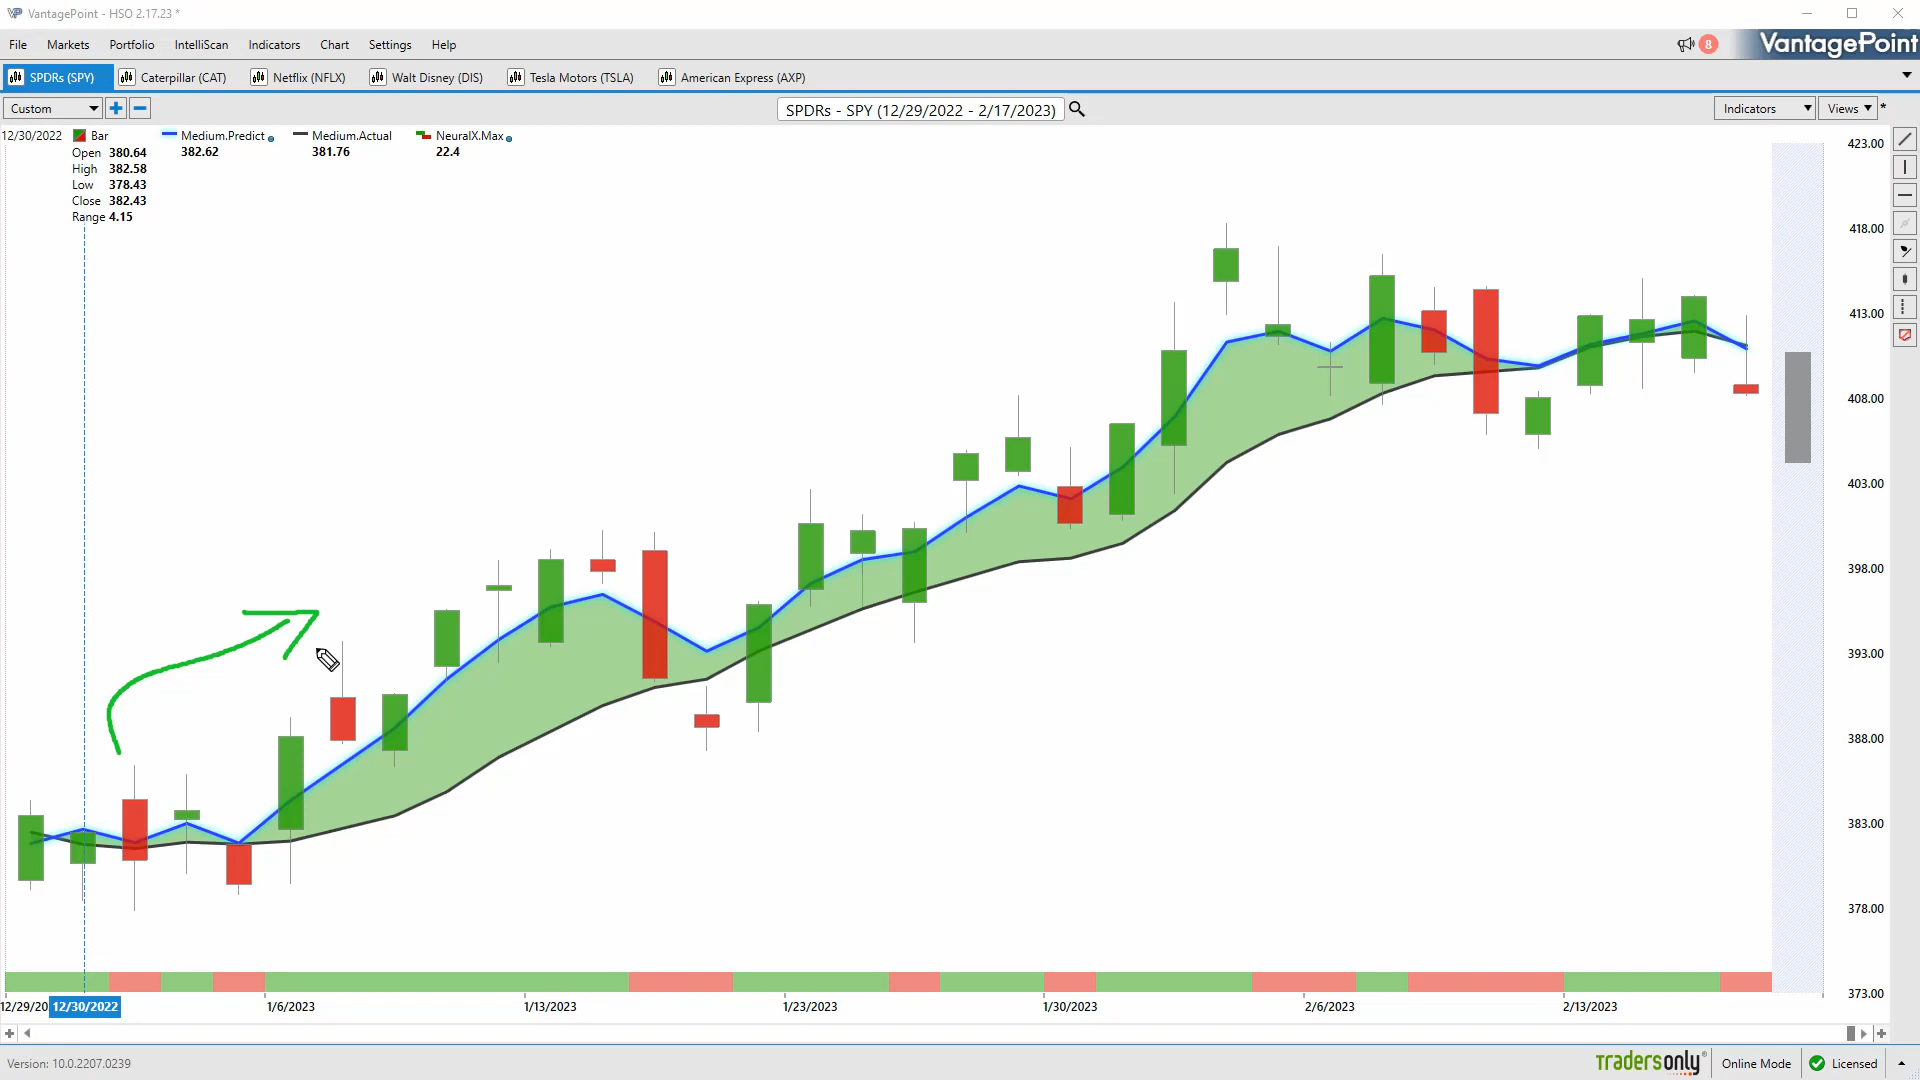 VantagePoint - HSO 2.17.23 *
File Markets Portfolio IntelliScan Indicators Chart Settings Help 8 VantagePoint
SPDRs (SPY) Caterpillar (CAT) Netflix (NFLX) Walt Disney (DIS) Tesla Motors (TSLA) American Express (AXP)
Custom SPDRs - SPY (12/29/2022 - 2/17/2023) Indicators Views *
12/30/2022 Bar Medium.Predict Medium.Actual NeuralX.Max
Open 380.64 382.62 381.76 22.4
High 382.58
Low 378.43
Close 382.43
Range 4.15
423.00
418.00
413.00
408.00
403.00
398.00
393.00
388.00
383.00
378.00
373.00
12/29/20 12/30/2022 1/6/2023 1/13/2023 1/23/2023 1/30/2023 2/6/2023 2/13/2023
Version: 10.0.2207.0239 tradersonly Online Mode Licensed